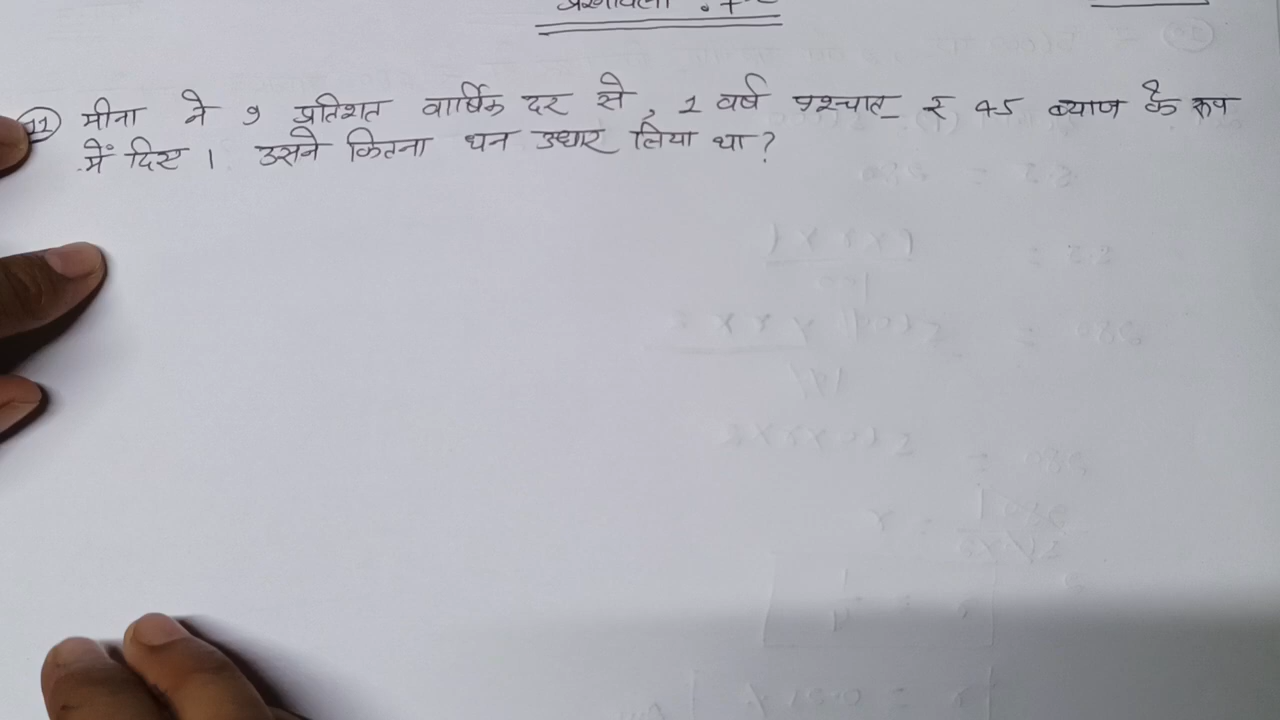 11 मीना ने 9 प्रतिशत वार्षिक दर से, 1 वर्ष पश्चात् ₹ 45 ब्याज के रूप
में दिए। उसने कितना धन उधार लिया था?